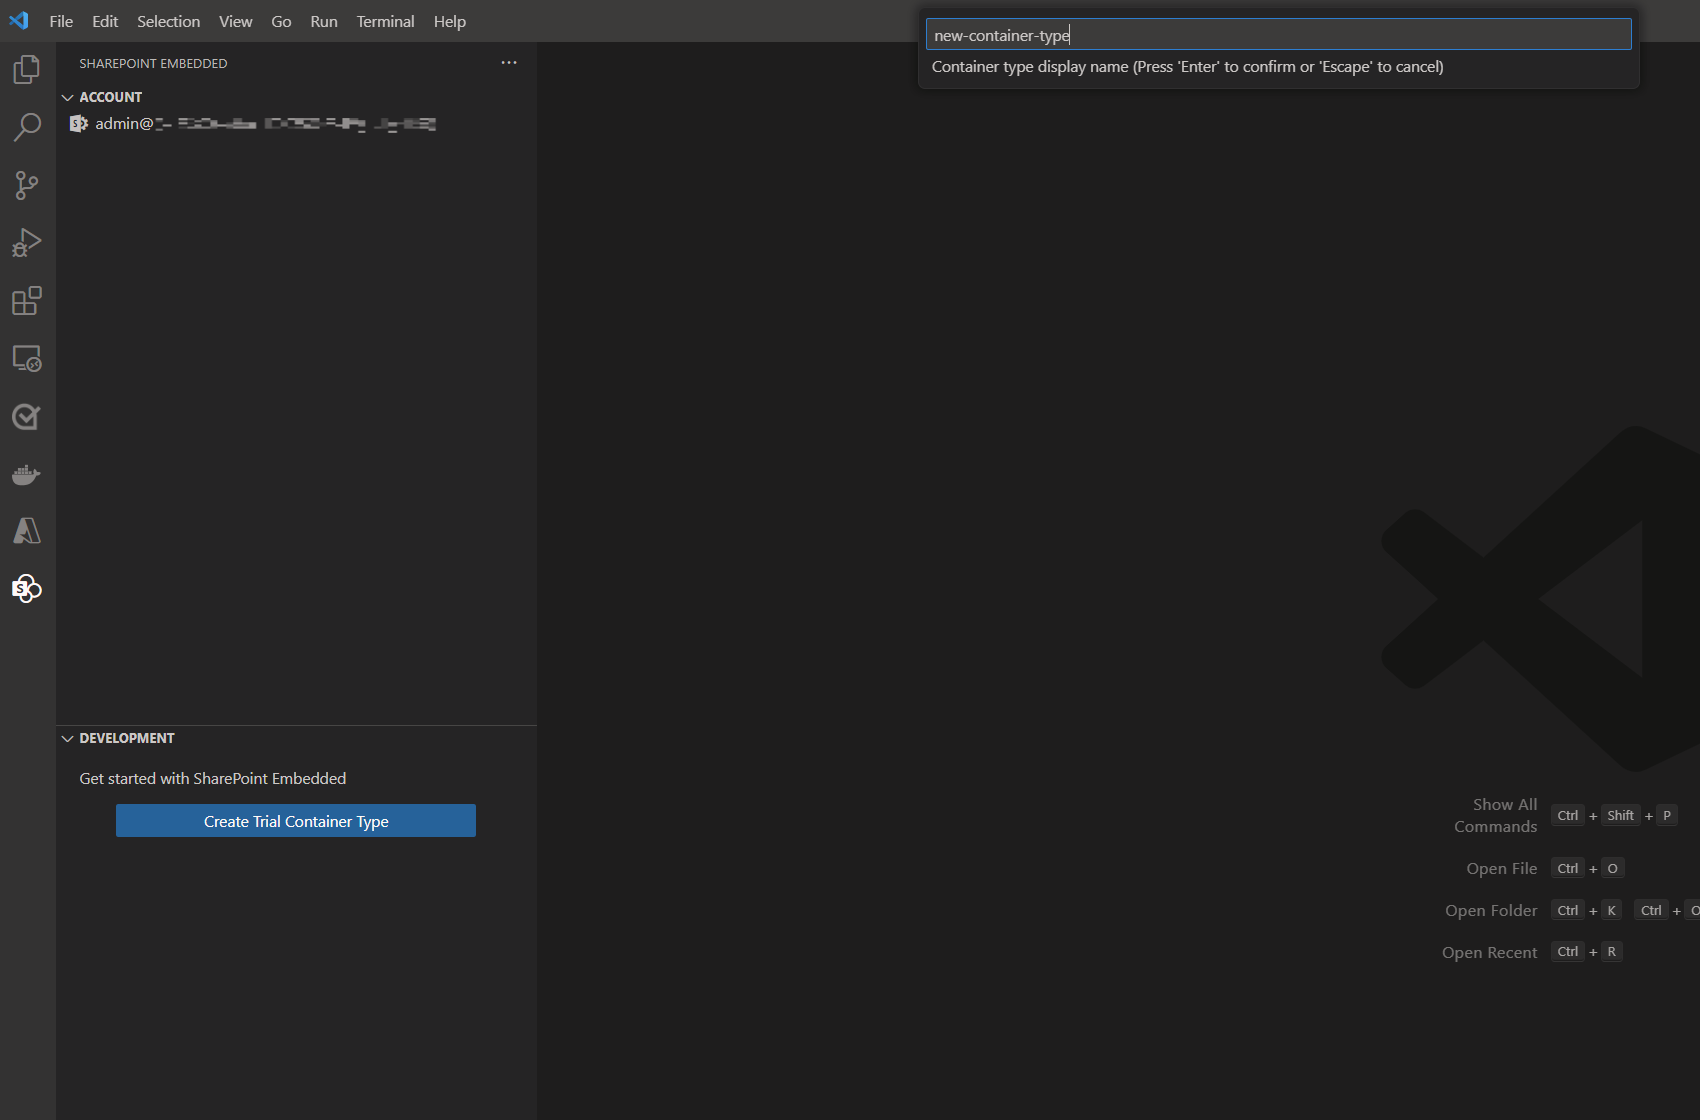 File Edit Selection View Go Run Terminal Help
new-container-type
Container type display name (Press 'Enter' to confirm or 'Escape' to cancel)
SHAREPOINT EMBEDDED
ACCOUNT
admin@
DEVELOPMENT
Get started with SharePoint Embedded
Create Trial Container Type
Show All Commands Ctrl + Shift + P
Open File Ctrl + O
Open Folder Ctrl + K Ctrl + O
Open Recent Ctrl + R